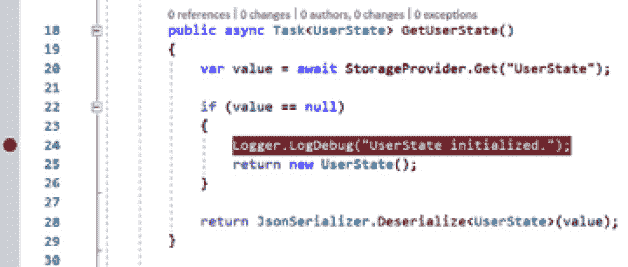 0 references | 0 changes | 0 authors, 0 changes | 0 exceptions
18 public async Task<UserState> GetUserState()
19 {
20 var value = await StorageProvider.Get("UserState");
21
22 if (value == null)
23 {
24 Logger.LogDebug("UserState initialized.");
25 return new UserState();
26 }
27
28 return JsonSerializer.Deserialize<UserState>(value);
29 }
30